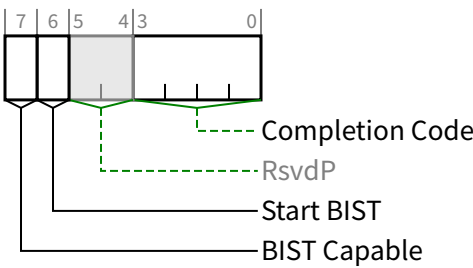 7 6 5 4 3 0
Completion Code
RsvdP
Start BIST
BIST Capable